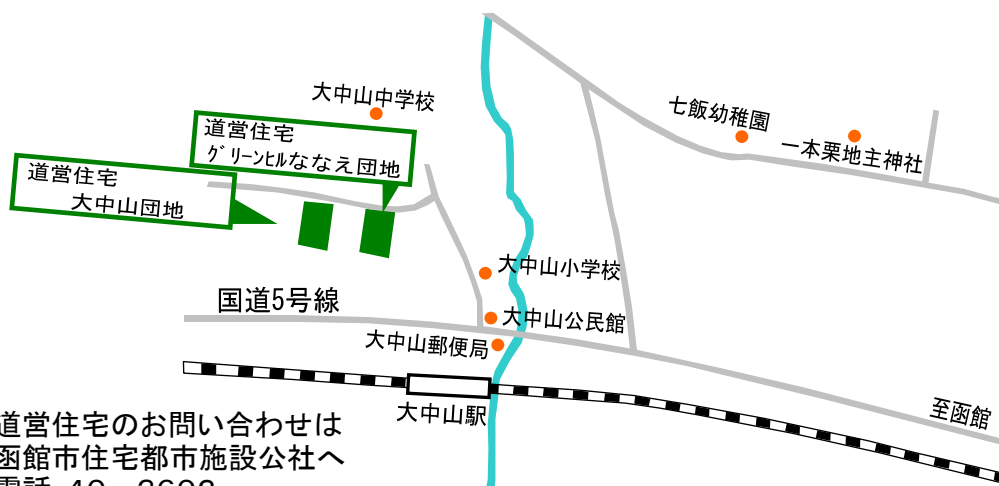 大中山中学校
道営住宅
グリーンヒルななえ団地
道営住宅
大中山団地
七飯幼稚園
一本栗地主神社
大中山小学校
国道5号線
大中山公民館
大中山郵便局
大中山駅
至函館
道営住宅のお問い合わせは
函館市住宅都市施設公社へ